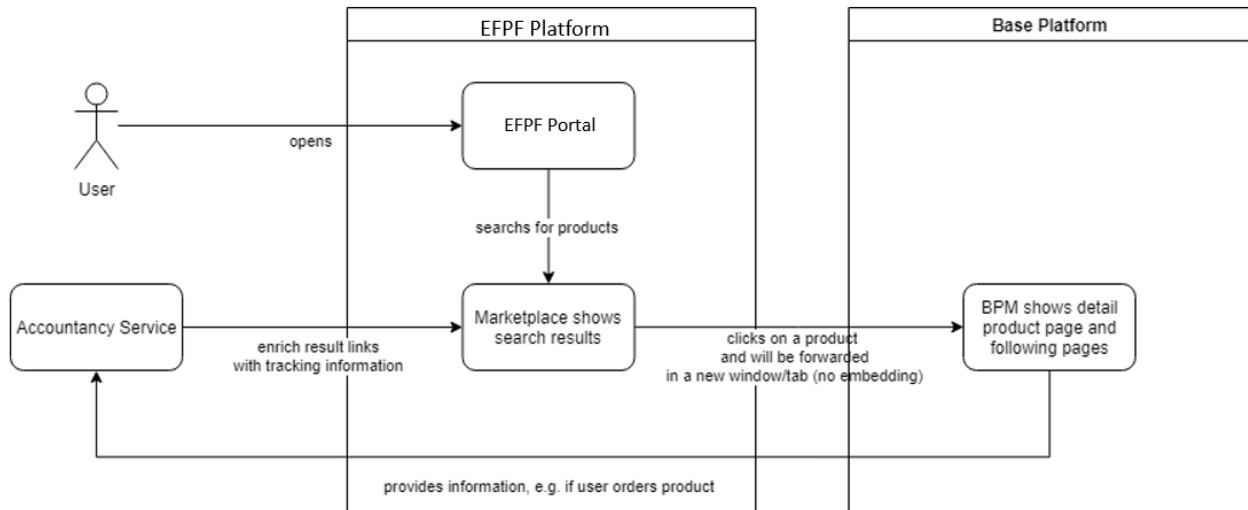 EFPF Platform
Base Platform
EFPF Portal
opens
User
searchs for products
Accountancy Service
enrich result links
with tracking information
Marketplace shows
search results
clicks on a product
and will be forwarded
in a new window/tab (no embedding)
BPM shows detail
product page and
following pages
provides information, e.g. if user orders product